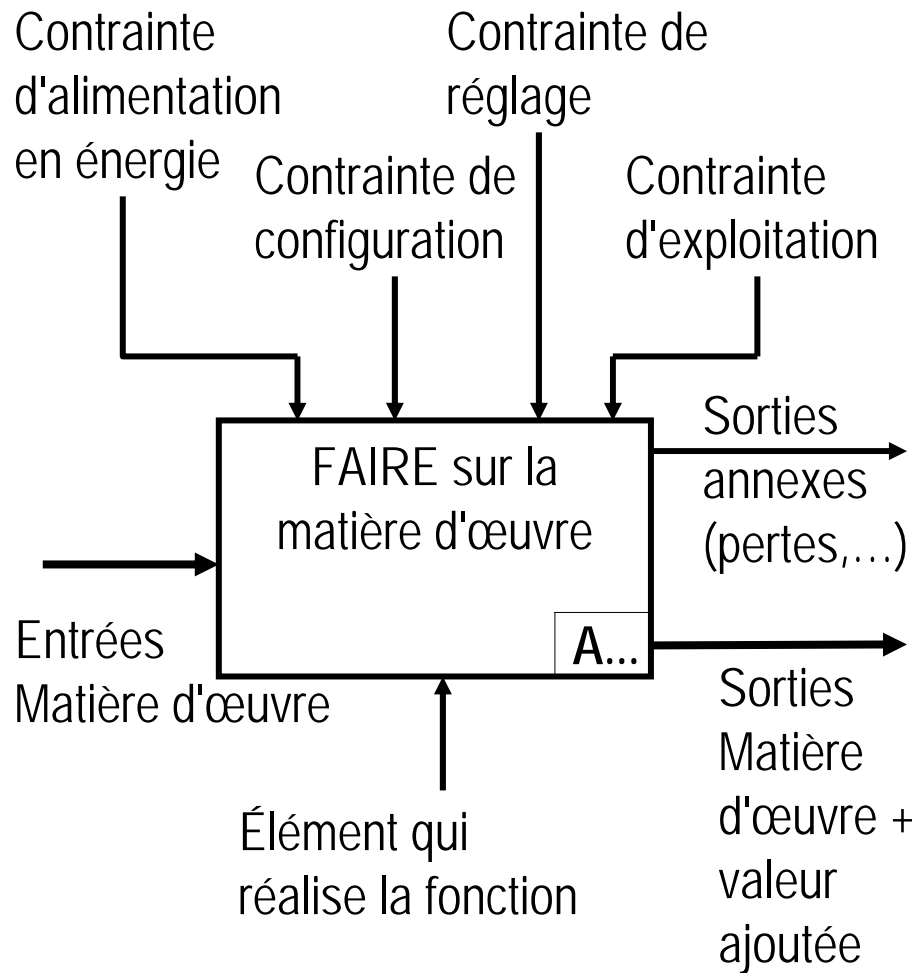 Contrainte
d'alimentation
en énergie
Contrainte de
réglage
Contrainte de
configuration
Contrainte
d'exploitation
FAIRE sur la
matière d'œuvre
A...
Sorties
annexes
(pertes,…)
Entrées
Matière d'œuvre
Sorties
Matière
d'œuvre +
valeur
ajoutée
Élément qui
réalise la fonction